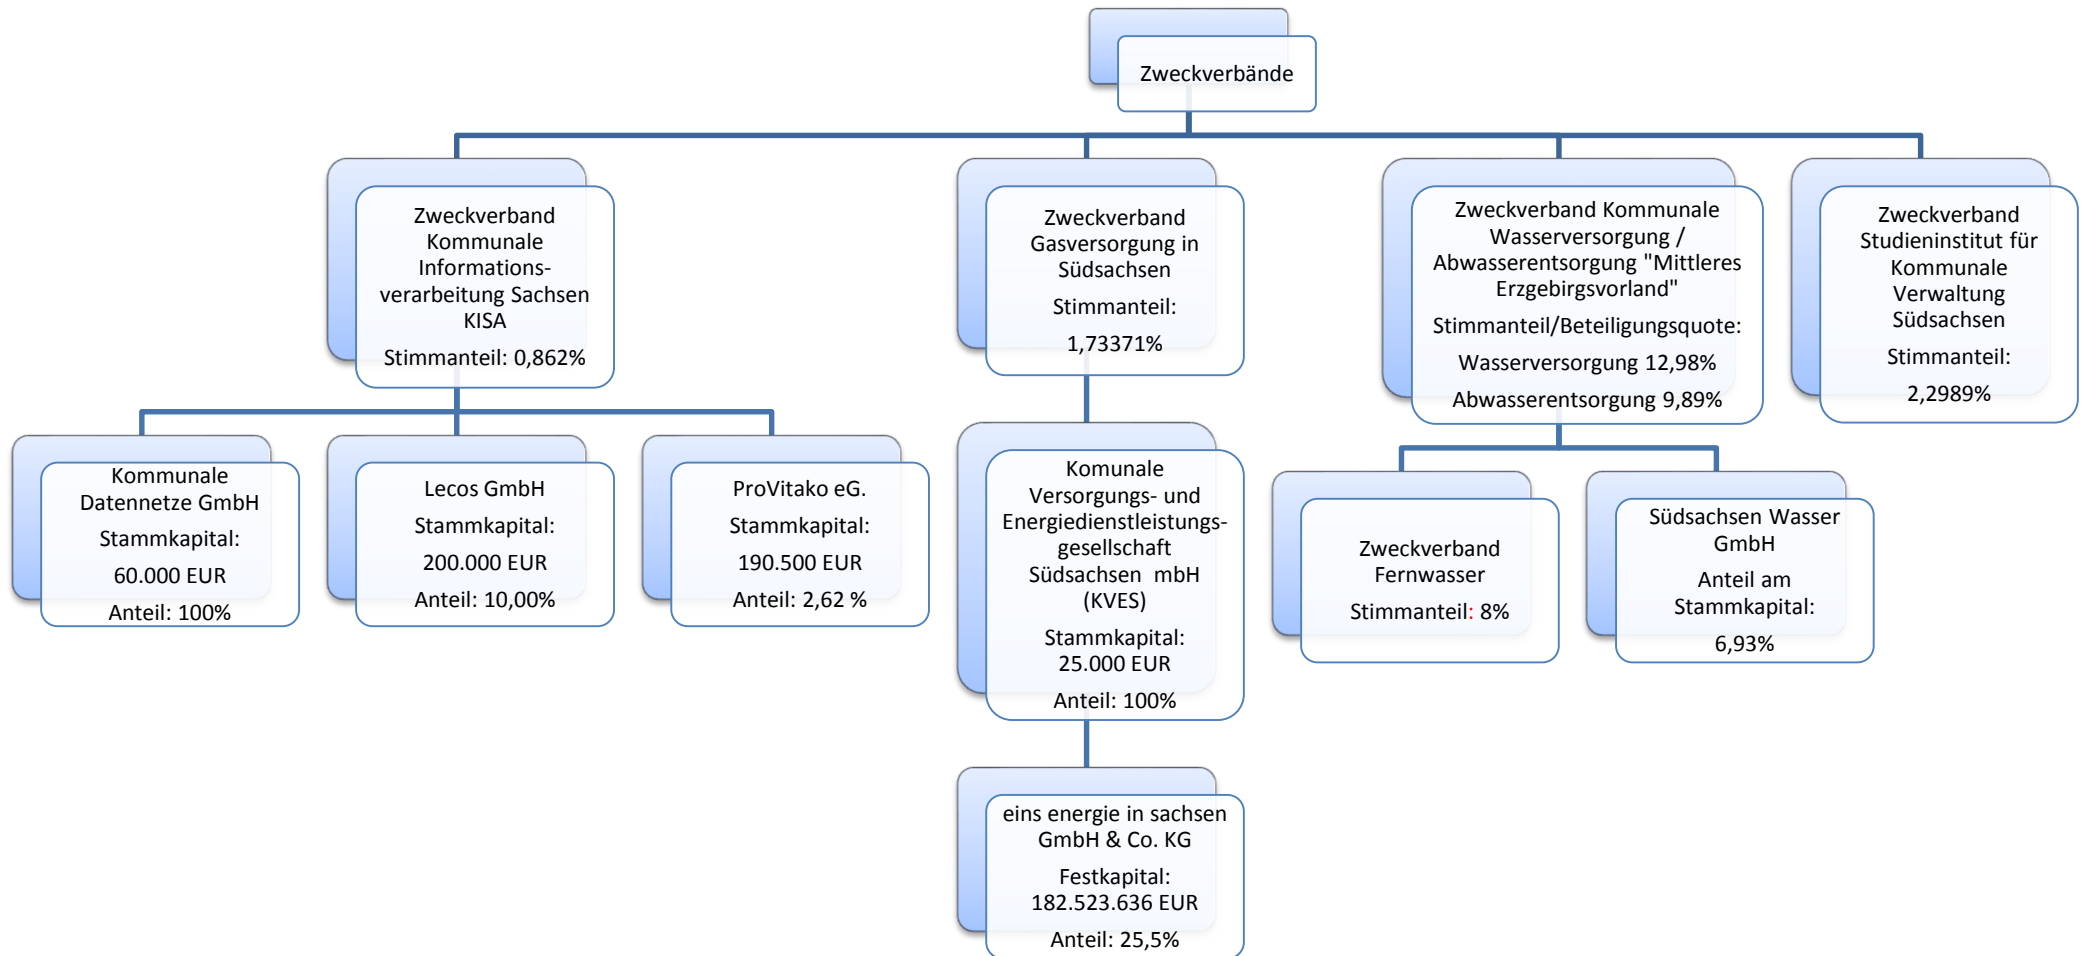 Zweckverbände
Zweckverband
Kommunale
Informations-
verarbeitung Sachsen
KISA
Stimmanteil: 0,862%
Zweckverband
Gasversorgung in
Südsachsen
Stimmanteil:
1,73371%
Zweckverband Kommunale
Wasserversorgung /
Abwasserentsorgung "Mittleres
Erzgebirgsvorland"
Stimmanteil/Beteiligungsquote:
Wasserversorgung 12,98%
Abwasserentsorgung 9,89%
Zweckverband
Studieninstitut für
Kommunale
Verwaltung
Südsachsen
Stimmanteil:
2,2989%
Kommunale
Datennetze GmbH
Stammkapital:
60.000 EUR
Anteil: 100%
Lecos GmbH
Stammkapital:
200.000 EUR
Anteil: 10,00%
ProVitako eG.
Stammkapital:
190.500 EUR
Anteil: 2,62 %
Komunale
Versorgungs- und
Energiedienstleistungs-
gesellschaft
Südsachsen  mbH
(KVES)
Stammkapital:
25.000 EUR
Anteil: 100%
Zweckverband
Fernwasser
Stimmanteil: 8%
Südsachsen Wasser
GmbH
Anteil am
Stammkapital:
6,93%
eins energie in sachsen
GmbH & Co. KG
Festkapital:
182.523.636 EUR
Anteil: 25,5%